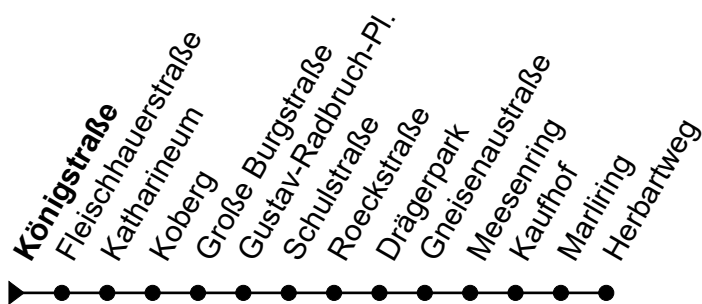 Königstraße
Fleischhauerstraße
Katharineum
Koberg
Große Burgstraße
Gustav-Radbruch-Pl.
Schulstraße
Roeckstraße
Drägerpark
Gneisenaustraße
Meesenring
Kaufhof
Marliring
Herbartweg